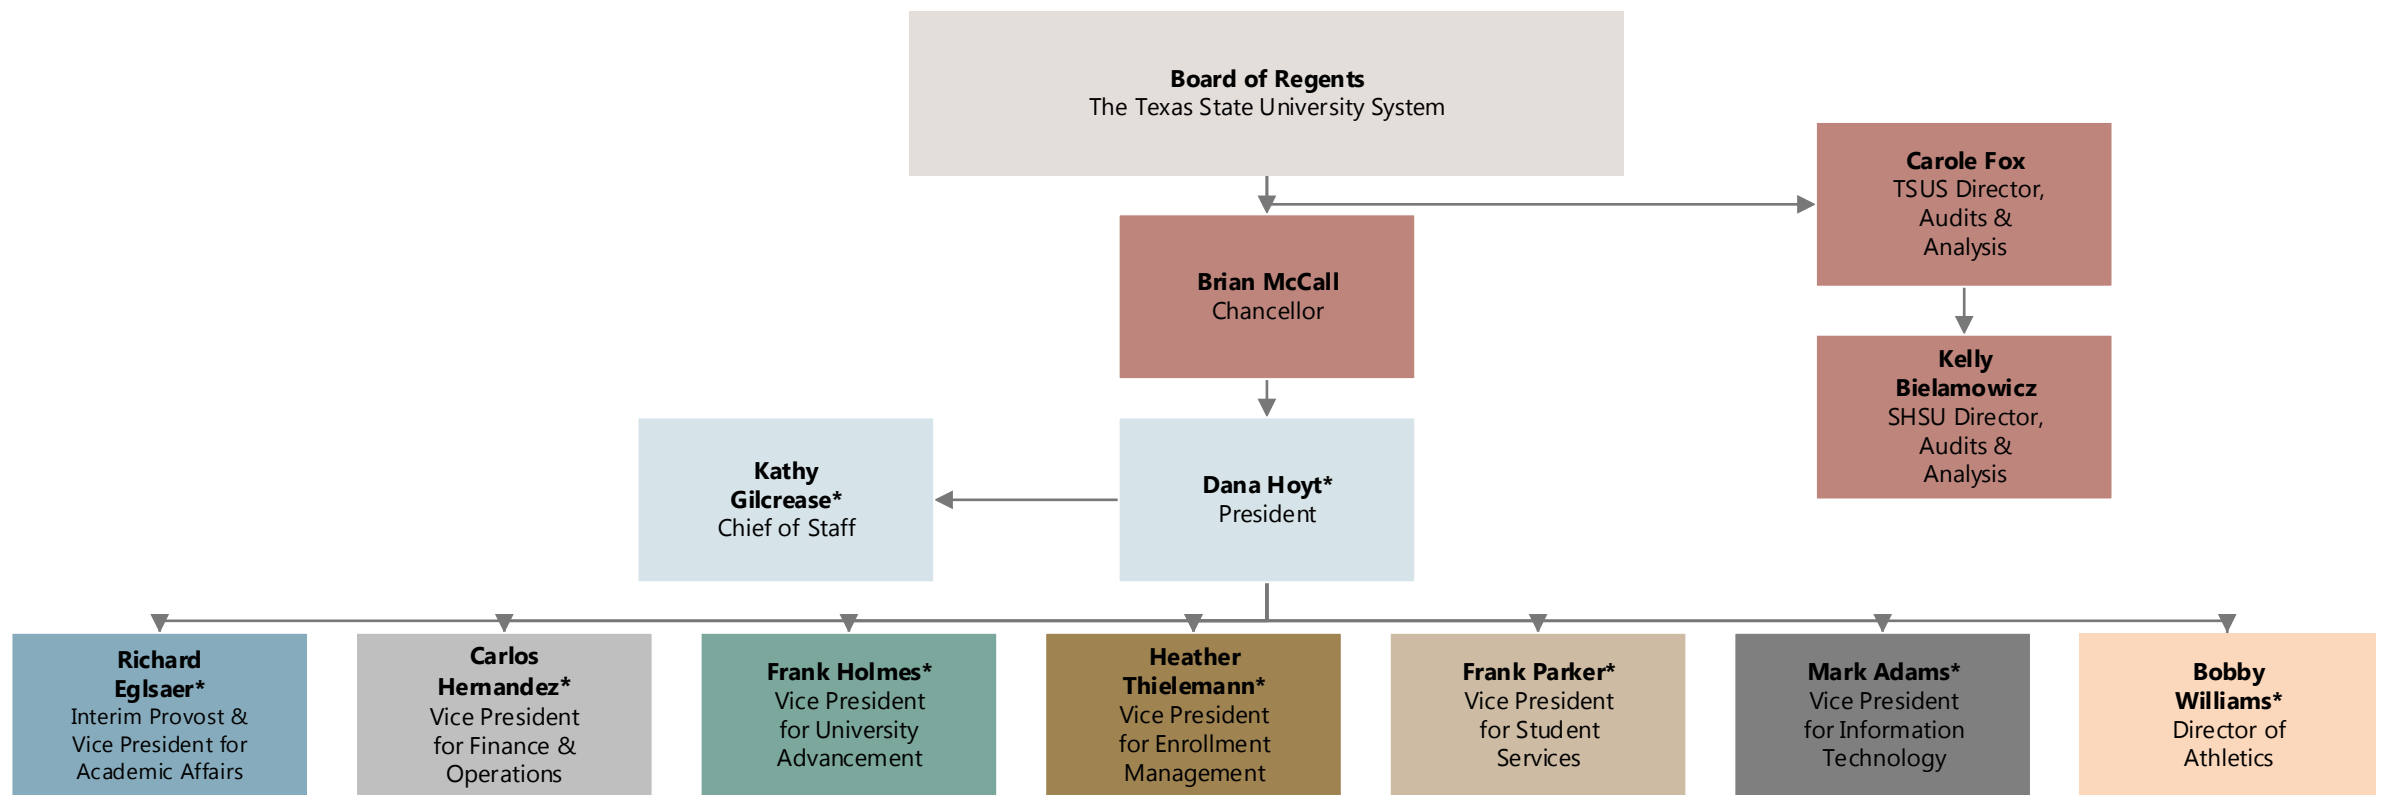 Board of Regents
The Texas State University System
Carole Fox
TSUS Director,
Audits &
Analysis
Brian McCall
Chancellor
Kelly
Bielamowicz
SHSU Director,
Audits &
Analysis
Kathy
Gilcrease*
Chief of Staff
Dana Hoyt*
President
Richard
Eglsaer*
Interim Provost &
Vice President for
Academic Affairs
Carlos
Hernandez*
Vice President
for Finance &
Operations
Frank Holmes*
Vice President
for University
Advancement
Heather
Thielemann*
Vice President
for Enrollment
Management
Frank Parker*
Vice President
for Student
Services
Mark Adams*
Vice President
for Information
Technology
Bobby
Williams*
Director of
Athletics